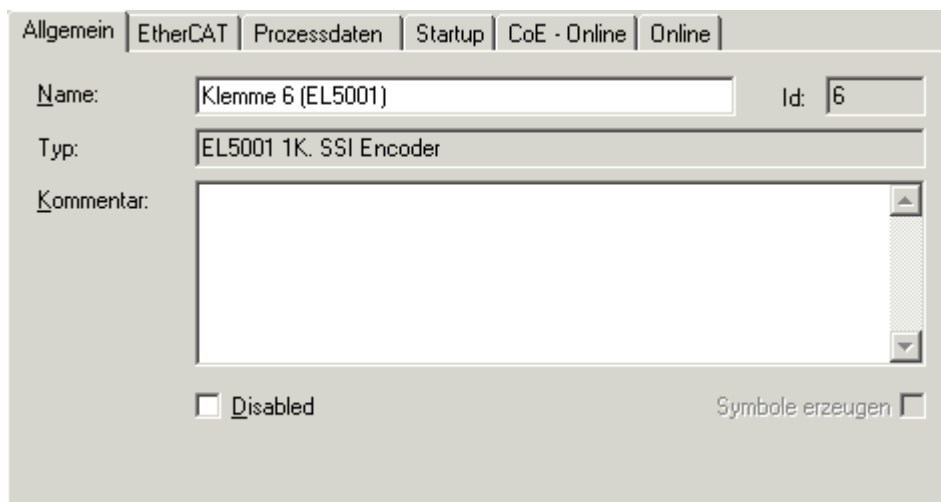 Allgemein EtherCAT Prozessdaten Startup CoE - Online Online
Name: Klemme 6 (EL5001) Id: 6
Typ: EL5001 1K. SSI Encoder
Kommentar:
Disabled Symbole erzeugen